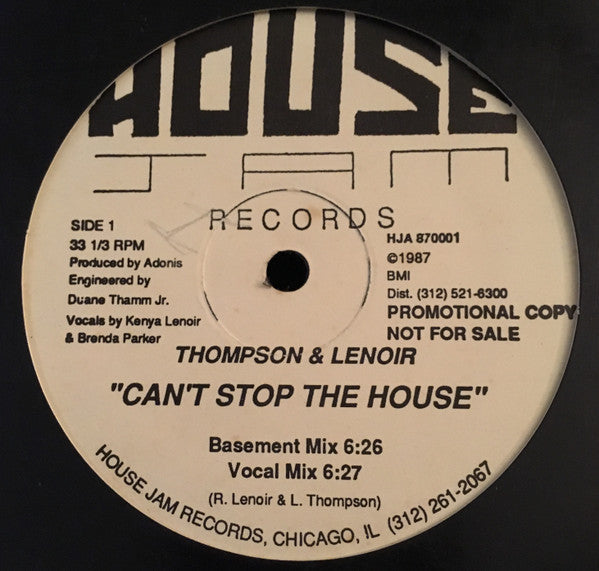 HOUSE
JAM
RECORDS
SIDE 1
33 1/3 RPM
Produced by Adonis
Engineered by
Duane Thamm Jr.
Vocals by Kenya Lenoir
& Brenda Parker
HJA 870001
©1987
BMI
Dist. (312) 521-6300
PROMOTIONAL COPY
NOT FOR SALE
THOMPSON & LENOIR
"CAN'T STOP THE HOUSE"
Basement Mix 6:26
Vocal Mix 6:27
(R. Lenoir & L. Thompson)
HOUSE JAM RECORDS, CHICAGO, IL (312) 261-2067